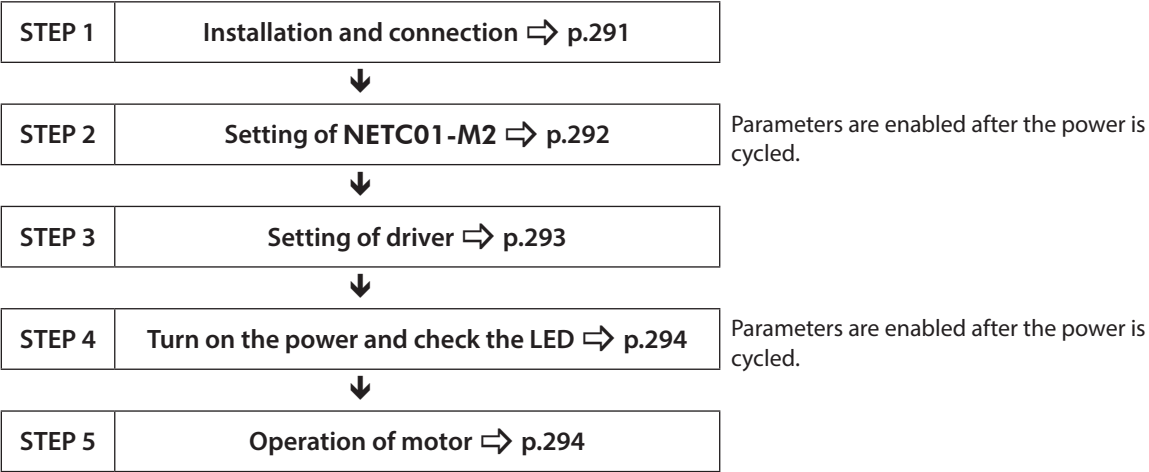 STEP 1 Installation and connection ⇨ p.291
STEP 2 Setting of NETC01-M2 ⇨ p.292
Parameters are enabled after the power is
cycled.
STEP 3 Setting of driver ⇨ p.293
STEP 4 Turn on the power and check the LED ⇨ p.294
Parameters are enabled after the power is
cycled.
STEP 5 Operation of motor ⇨ p.294